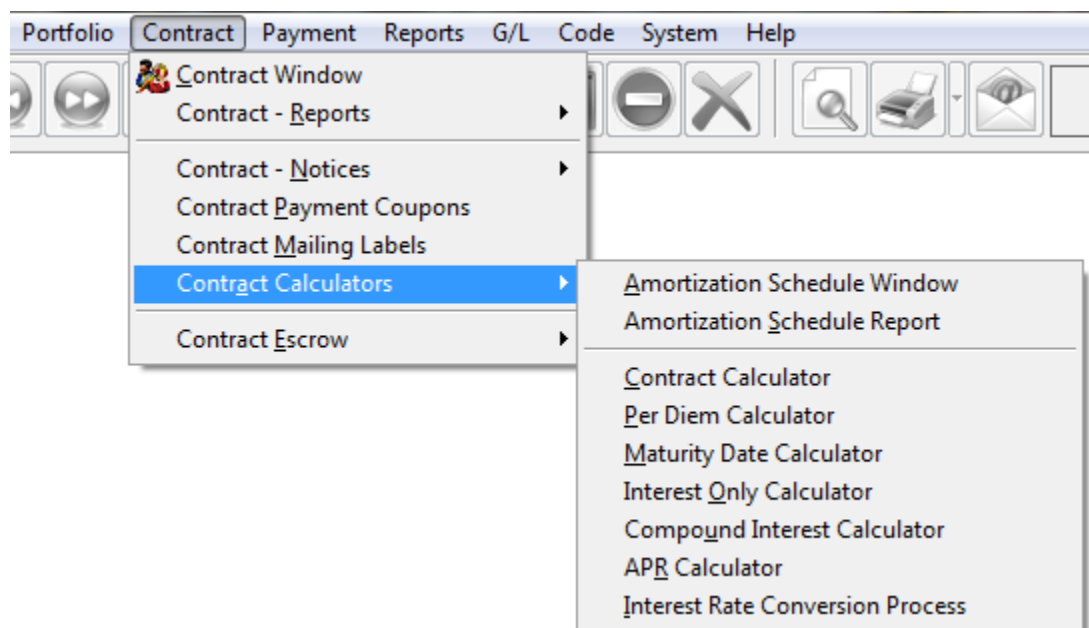 Portfolio Contract Payment Reports G/L Code System Help
Contract Window
Contract - Reports
Contract - Notices
Contract Payment Coupons
Contract Mailing Labels
Contract Calculators
Contract Escrow
Amortization Schedule Window
Amortization Schedule Report
Contract Calculator
Per Diem Calculator
Maturity Date Calculator
Interest Only Calculator
Compound Interest Calculator
APR Calculator
Interest Rate Conversion Process